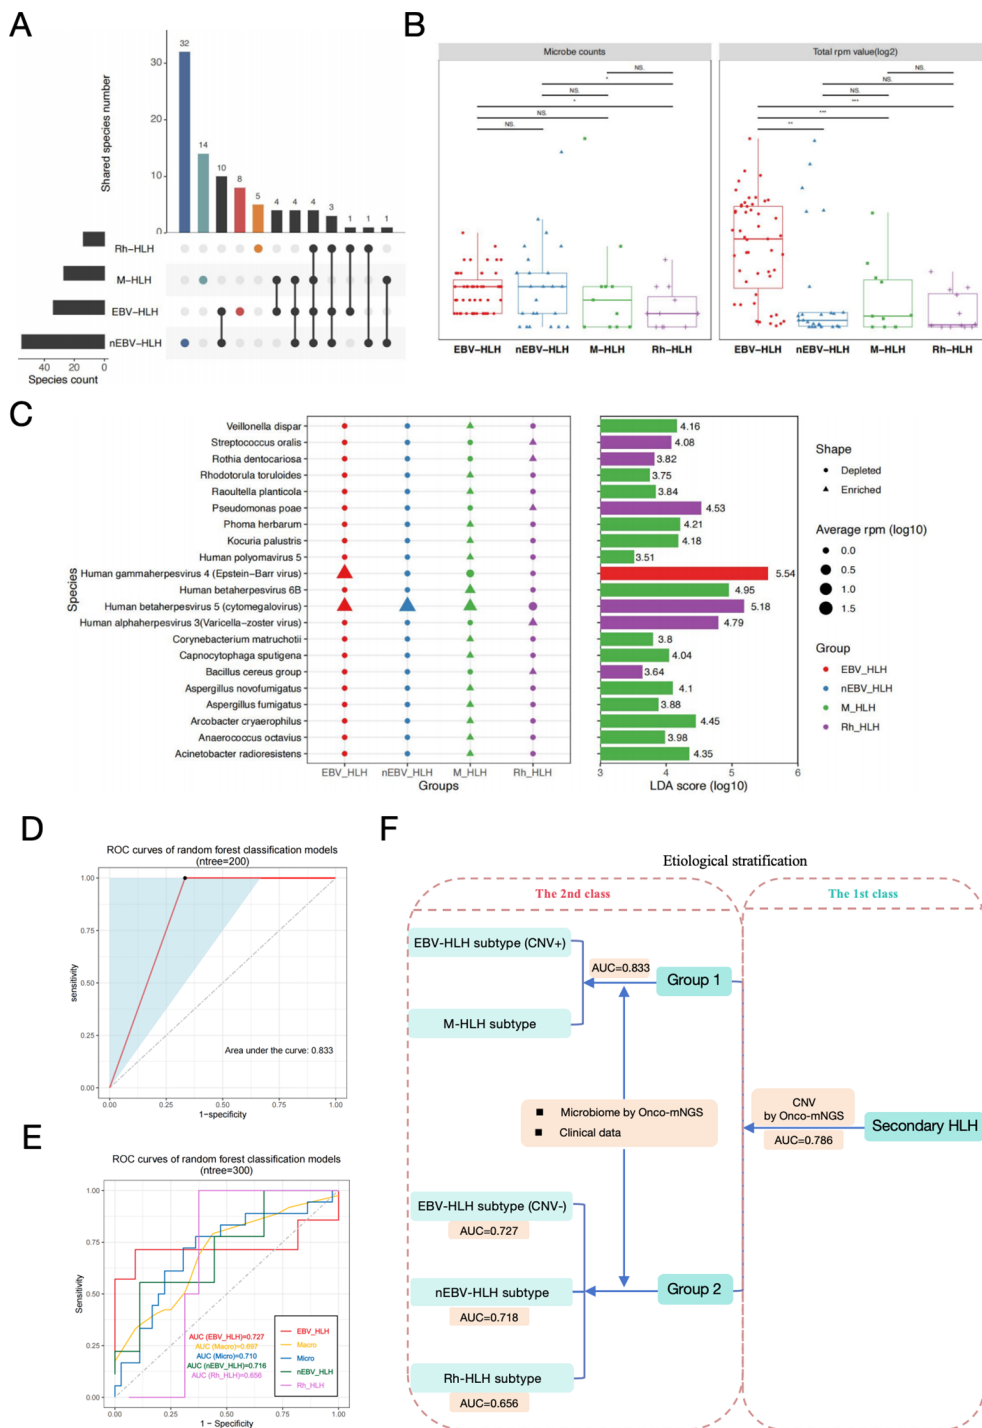 A
Shared species number
30
20
10
0
32
14
10
8
5
4
4
4
3
1
1
1
Rh-HLH
M-HLH
EBV-HLH
nEBV-HLH
40
20
0
Species count
B
Microbe counts
Total rpm value(log2)
NS.
*
NS.
*
NS.
NS.
NS.
NS.
NS.
***
***
**
EBV-HLH
nEBV-HLH
M-HLH
Rh-HLH
EBV-HLH
nEBV-HLH
M-HLH
Rh-HLH
C
Species
Veillonella dispar
Streptococcus oralis
Rothia dentocariosa
Rhodotorula toruloides
Raoultella planticola
Pseudomonas poae
Phoma herbarum
Kocuria palustris
Human polyomavirus 5
Human gammaherpesvirus 4 (Epstein-Barr virus)
Human betaherpesvirus 6B
Human betaherpesvirus 5 (cytomegalovirus)
Human alphaherpesvirus 3(Varicella-zoster virus)
Corynebacterium matruchotii
Capnocytophaga sputigena
Bacillus cereus group
Aspergillus novofumigatus
Aspergillus fumigatus
Arcobacter cryaerophilus
Anaerococcus octavius
Acinetobacter radioresistens
EBV_HLH
nEBV_HLH
M_HLH
Rh_HLH
Groups
4.16
4.08
3.82
3.75
3.84
4.53
4.21
4.18
3.51
5.54
4.95
5.18
4.79
3.8
4.04
3.64
4.1
3.88
4.45
3.98
4.35
3
4
5
6
LDA score (log10)
Shape
Depleted
Enriched
Average rpm (log10)
0.0
0.5
1.0
1.5
Group
EBV_HLH
nEBV_HLH
M_HLH
Rh_HLH
D
ROC curves of random forest classification models
(ntree=200)
sensitivity
1.00
0.75
0.50
0.25
0.00
Area under the curve: 0.833
0.00
0.25
0.50
0.75
1.00
1-specificity
E
ROC curves of random forest classification models
(ntree=300)
Sensitivity
1.00
0.75
0.50
0.25
0.00
AUC (EBV_HLH)=0.727
AUC (Macro)=0.697
AUC (Micro)=0.710
AUC (nEBV_HLH)=0.716
AUC (Rh_HLH)=0.656
EBV_HLH
Macro
Micro
nEBV_HLH
Rh_HLH
0.00
0.25
0.50
0.75
1.00
1 - Specificity
F
Etiological stratification
The 2nd class
The 1st class
EBV-HLH subtype (CNV+)
AUC=0.833
Group 1
M-HLH subtype
Microbiome by Onco-mNGS
Clinical data
CNV
by Onco-mNGS
AUC=0.786
Secondary HLH
EBV-HLH subtype (CNV-)
AUC=0.727
nEBV-HLH subtype
AUC=0.718
Group 2
Rh-HLH subtype
AUC=0.656